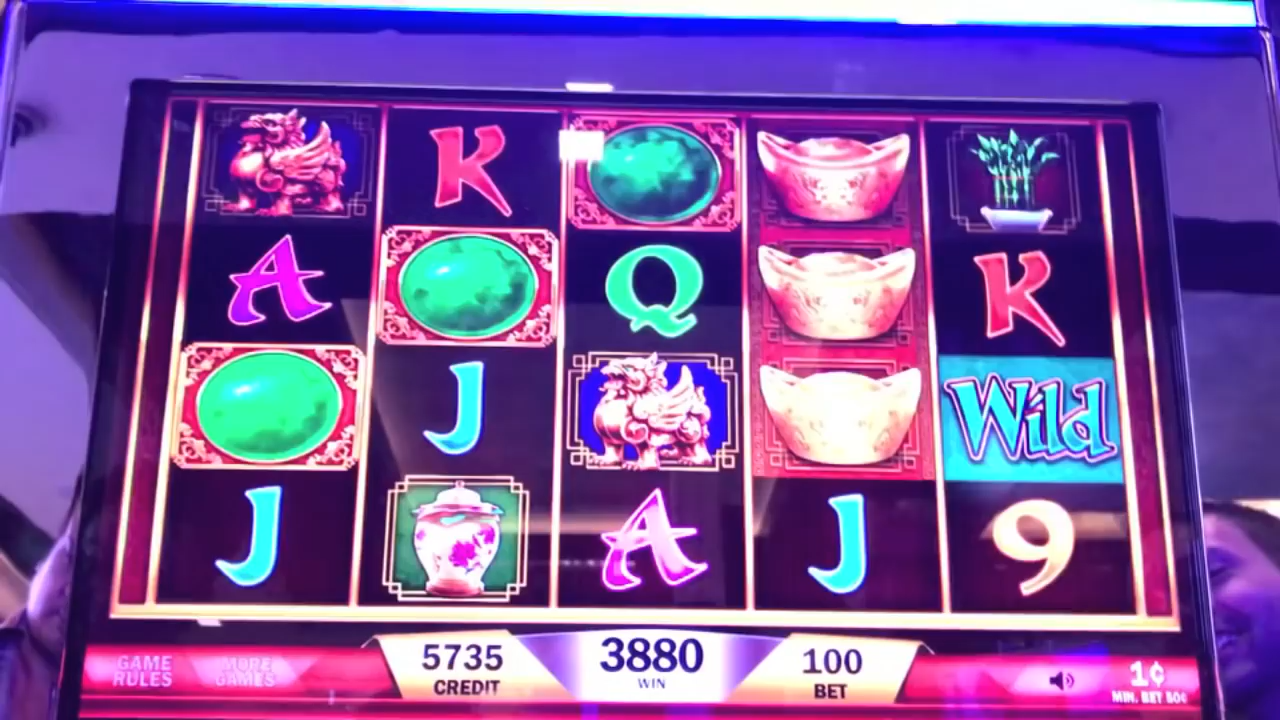 K
A
Q
K
J
Wild
J
A
J
9
GAME RULES
MORE GAMES
5735
CREDIT
3880
WIN
100
BET
1¢
MIN. BET 50¢